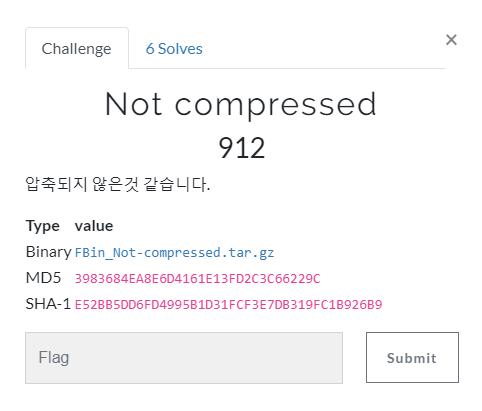 Challenge
6 Solves
×
Not compressed
912
압축되지 않은것 같습니다.
Type value
Binary FBin_Not-compressed.tar.gz
MD5 3983684EA8E6D4161E13FD2C3C66229C
SHA-1 E52BB5DD6FD4995B1D31FCF3E7DB319FC1B926B9
Flag
Submit